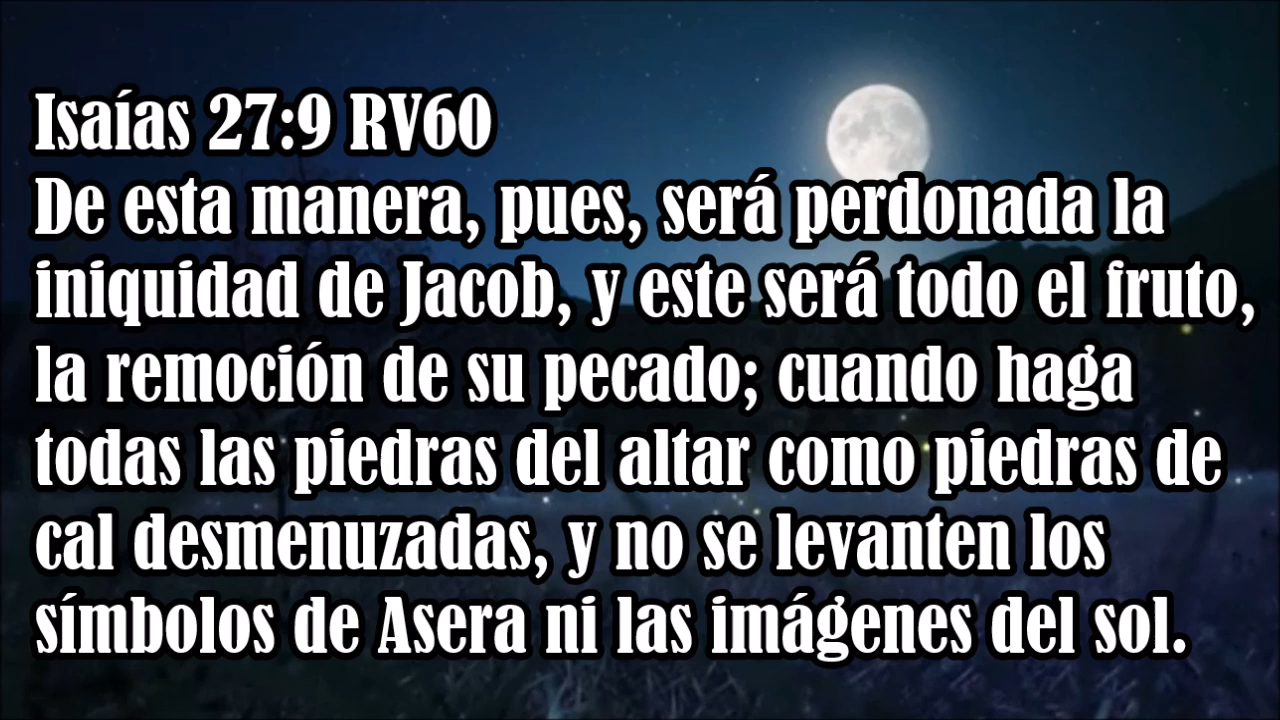 Isaías 27:9 RV60
De esta manera, pues, será perdonada la
iniquidad de Jacob, y este será todo el fruto,
la remoción de su pecado; cuando haga
todas las piedras del altar como piedras de
cal desmenuzadas, y no se levanten los
símbolos de Asera ni las imágenes del sol.